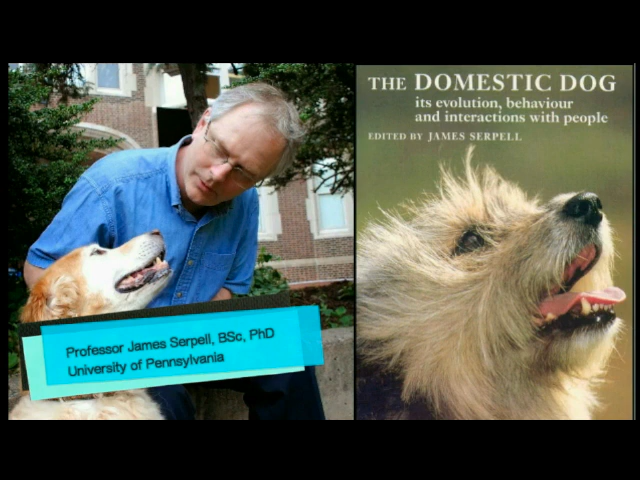 Professor James Serpell, BSc, PhD
University of Pennsylvania
THE DOMESTIC DOG
its evolution, behaviour
and interactions with people
EDITED BY JAMES SERPELL